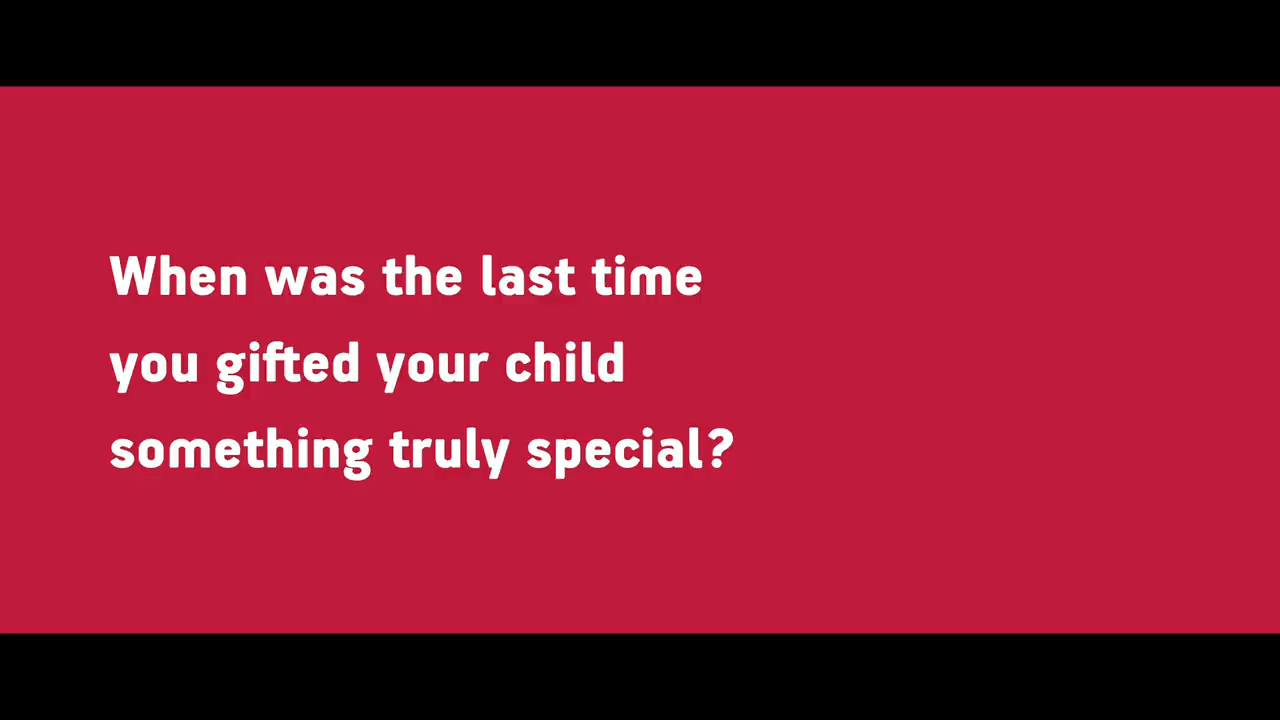 When was the last time
you gifted your child
something truly special?